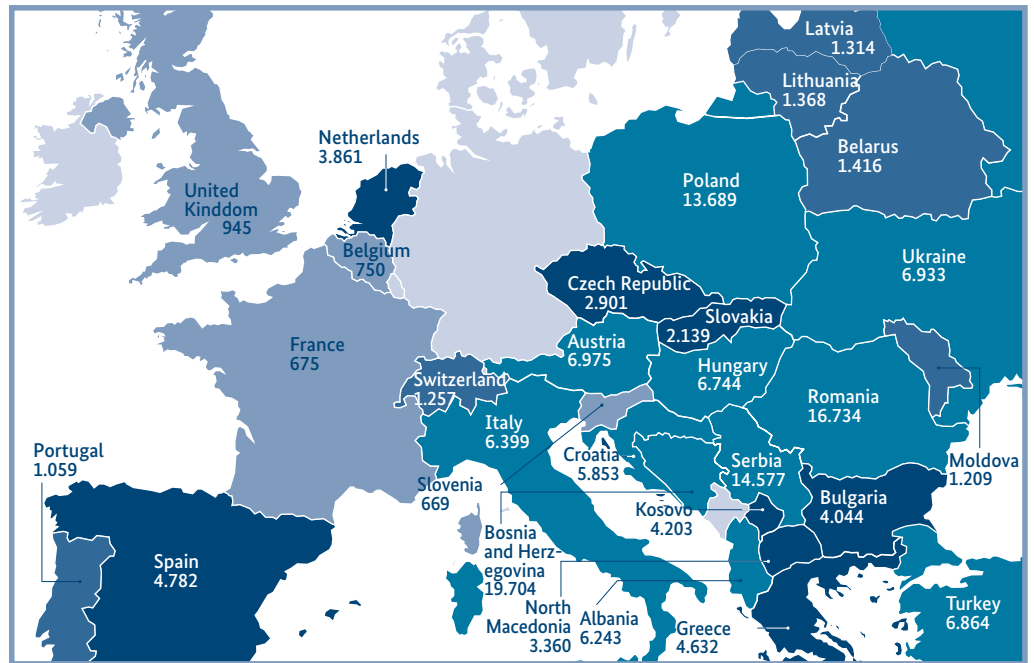 Latvia
1.314
Lithuania
1.368
Netherlands
3.861
Belarus
1.416
Poland
13.689
United
Kinddom
945
Belgium
750
Ukraine
6.933
Czech Republic
2.901
Slovakia
2.139
France
675
Austria
6.975
Hungary
6.744
Switzerland
1.257
Romania
16.734
Italy
6.399
Portugal
1.059
Croatia
5.853
Serbia
14.577
Moldova
1.209
Slovenia
669
Bulgaria
4.044
Kosovo
4.203
Bosnia
and Herz-
egovina
19.704
Spain
4.782
North
Macedonia
3.360
Albania
6.243
Greece
4.632
Turkey
6.864